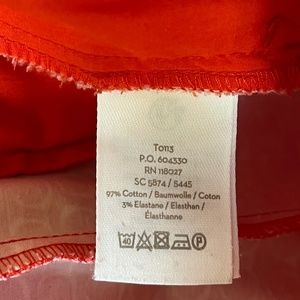 T0113
P.O. 604330
RN 118027
SC 5874 / 5445
97% Cotton / Baumwolle / Coton
3% Elastane / Elasthan /
Élasthanne